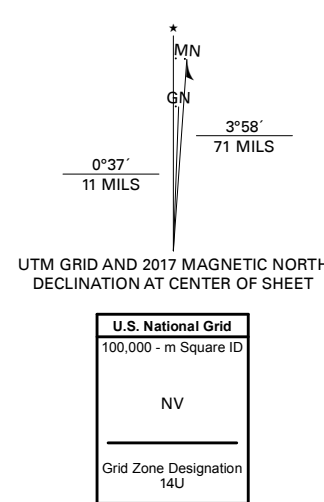 ★
MN
GN
3°58´
71 MILS
0°37´
11 MILS
UTM GRID AND 2017 MAGNETIC NORTH
DECLINATION AT CENTER OF SHEET
U.S. National Grid
100,000 - m Square ID
NV
Grid Zone Designation
14U